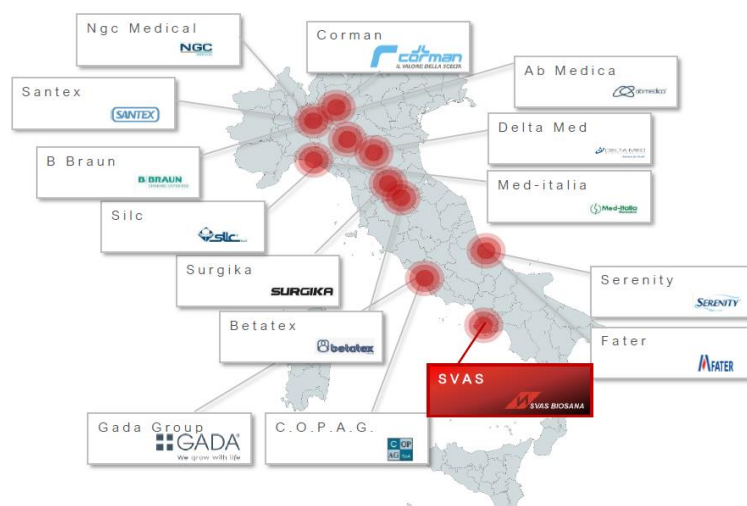 Ngc Medical
NGC
Corman
corman
IL VALORE DELLA SCELTA
Ab Medica
abmedica
Santex
SANTEX
Delta Med
DELTA MED
B Braun
B BRAUN
Med-italia
Med-Italia
Silc
silc
Surgika
SURGIKA
Serenity
SERENITY
Betatex
betatex
Fater
FATER
SVAS
SVAS BIOSANA
Gada Group
GADA
We grow with life
C.O.P.A.G.
C OP
AG